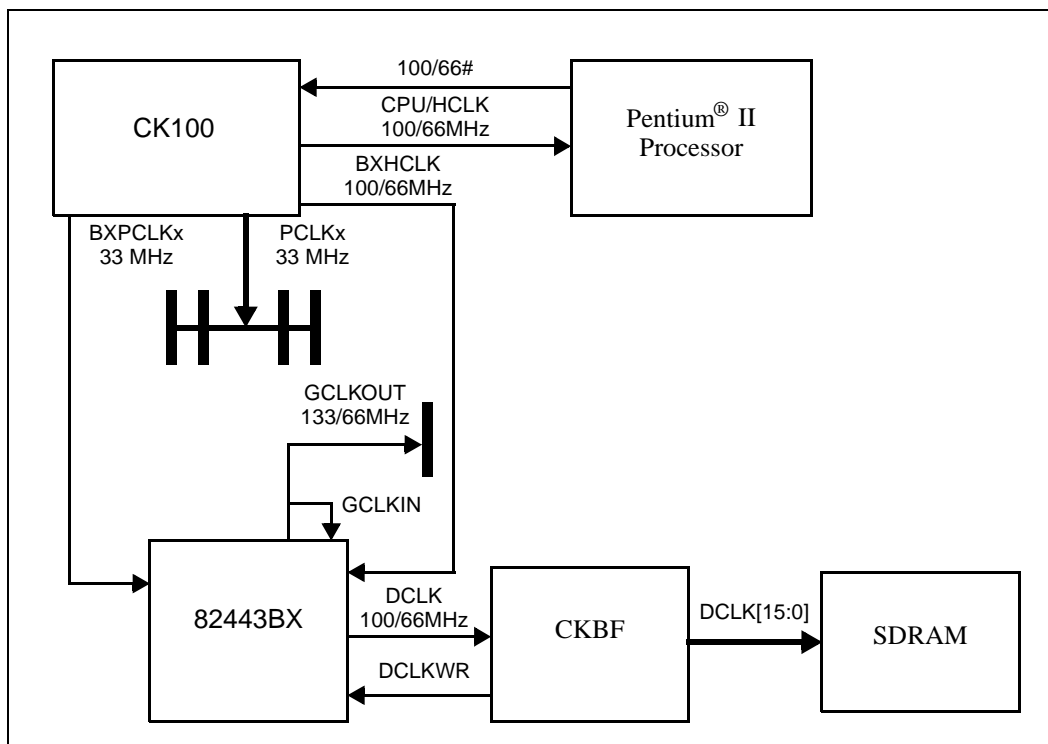 100/66#
CK100
CPU/HCLK
100/66MHz
Pentium® II
Processor
BXHCLK
100/66MHz
BXPCLKx
33 MHz
PCLKx
33 MHz
GCLKOUT
133/66MHz
GCLKIN
82443BX
DCLK
100/66MHz
DCLKWR
CKBF
DCLK[15:0]
SDRAM